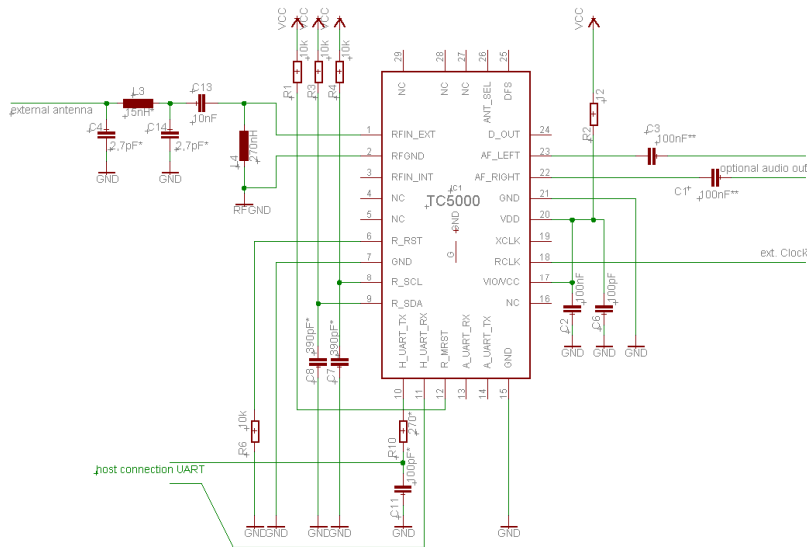 VCC
VCC
VCC
VCC
10k
R1
10k
R3
10k
R4
12
R2
29
28
27
26
25
NC
NC
NC
ANT_SEL
DFS
external antenna
L3
15nH*
C13
10nF
C4
2,7pF*
C14
2,7pF*
L4
270nH
GND
GND
RFGND
1
RFIN_EXT
2
RFGND
3
RFIN_INT
4
NC
5
NC
6
R_RST
7
GND
8
R_SCL
9
R_SDA
IC1
TC5000
GND
G
D_OUT
24
AF_LEFT
23
AF_RIGHT
22
GND
21
VDD
20
XCLK
19
RCLK
18
VIO/VCC
17
NC
16
C3
100nF**
optional audio out
C1
100nF**
ext. Clock
C2
100nF
C6
100pF
GND
GND
GND
H_UART_TX
H_UART_RX
R_MRST
A_UART_RX
A_UART_TX
GND
10
11
12
13
14
15
C8
390pF*
C7
390pF*
R6
10k
R10
270*
C11
100pF*
host connection UART
GND
GND
GND
GND
GND
GND